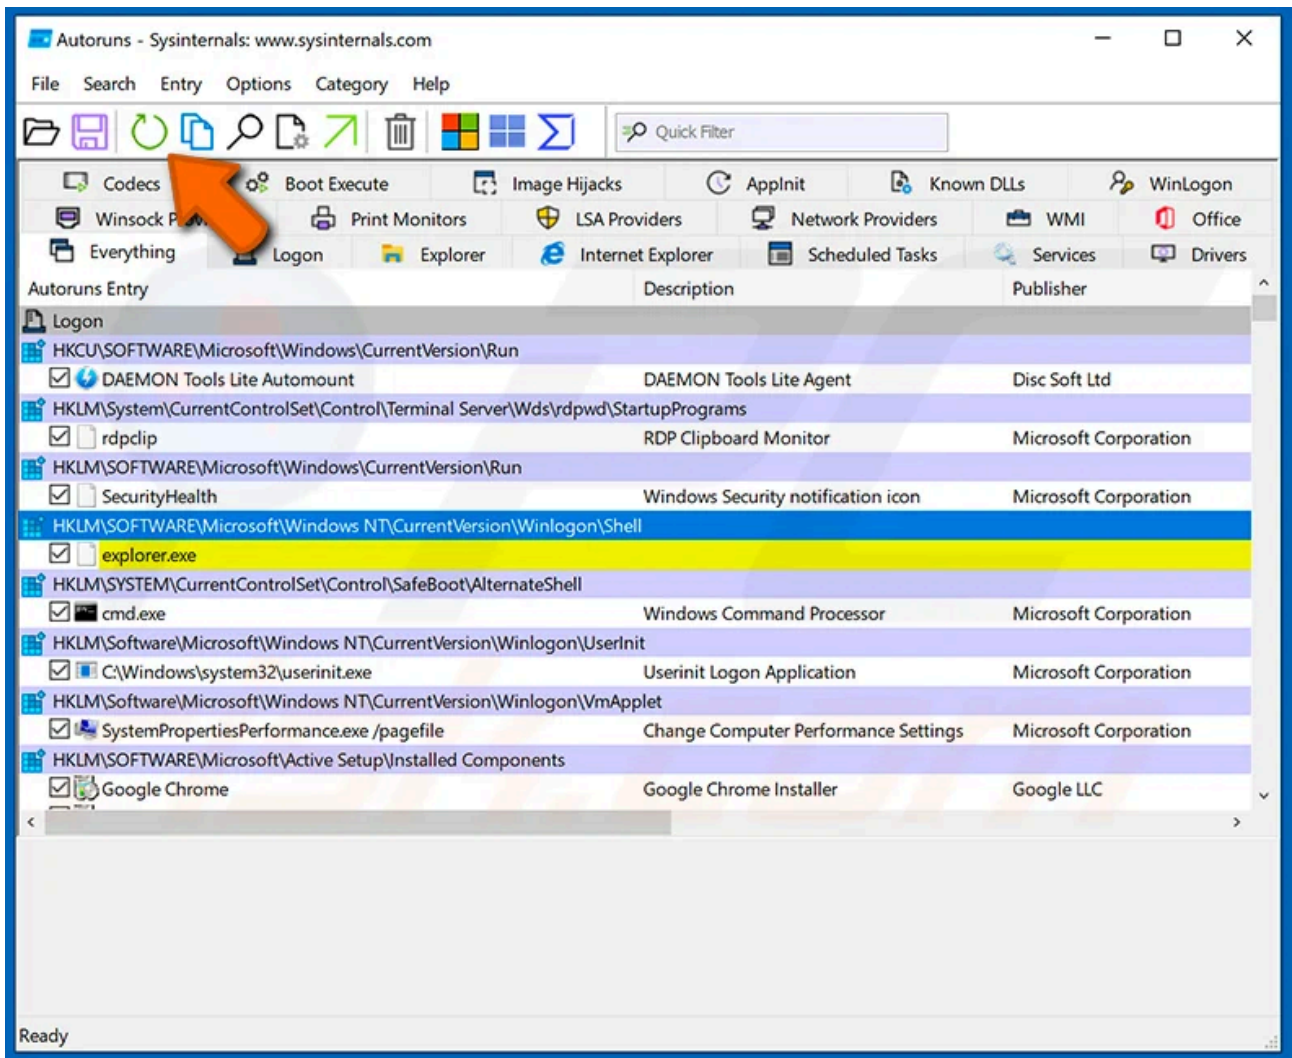 Autoruns - Sysinternals: www.sysinternals.com
File Search Entry Options Category Help
Quick Filter
Codecs Boot Execute Image Hijacks AppInit Known DLLs WinLogon
Winsock Print Monitors LSA Providers Network Providers WMI Office
Everything Logon Explorer Internet Explorer Scheduled Tasks Services Drivers
Autoruns Entry Description Publisher
Logon
HKCU\SOFTWARE\Microsoft\Windows\CurrentVersion\Run
DAEMON Tools Lite Automount DAEMON Tools Lite Agent Disc Soft Ltd
HKLM\System\CurrentControlSet\Control\Terminal Server\Wds\rdpwd\StartupPrograms
rdpclip RDP Clipboard Monitor Microsoft Corporation
HKLM\SOFTWARE\Microsoft\Windows\CurrentVersion\Run
SecurityHealth Windows Security notification icon Microsoft Corporation
HKLM\SOFTWARE\Microsoft\Windows NT\CurrentVersion\Winlogon\Shell
explorer.exe
HKLM\SYSTEM\CurrentControlSet\Control\SafeBoot\AlternateShell
cmd.exe Windows Command Processor Microsoft Corporation
HKLM\Software\Microsoft\Windows NT\CurrentVersion\Winlogon\UserInit
C:\Windows\system32\userinit.exe Userinit Logon Application Microsoft Corporation
HKLM\Software\Microsoft\Windows NT\CurrentVersion\Winlogon\VmApplet
SystemPropertiesPerformance.exe /pagefile Change Computer Performance Settings Microsoft Corporation
HKLM\SOFTWARE\Microsoft\Active Setup\Installed Components
Google Chrome Google Chrome Installer Google LLC
Ready